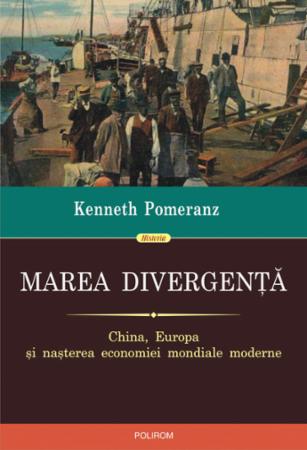 Kenneth Pomeranz
Historia
MAREA DIVERGENȚĂ
China, Europa
și nașterea economiei mondiale moderne
POLIROM